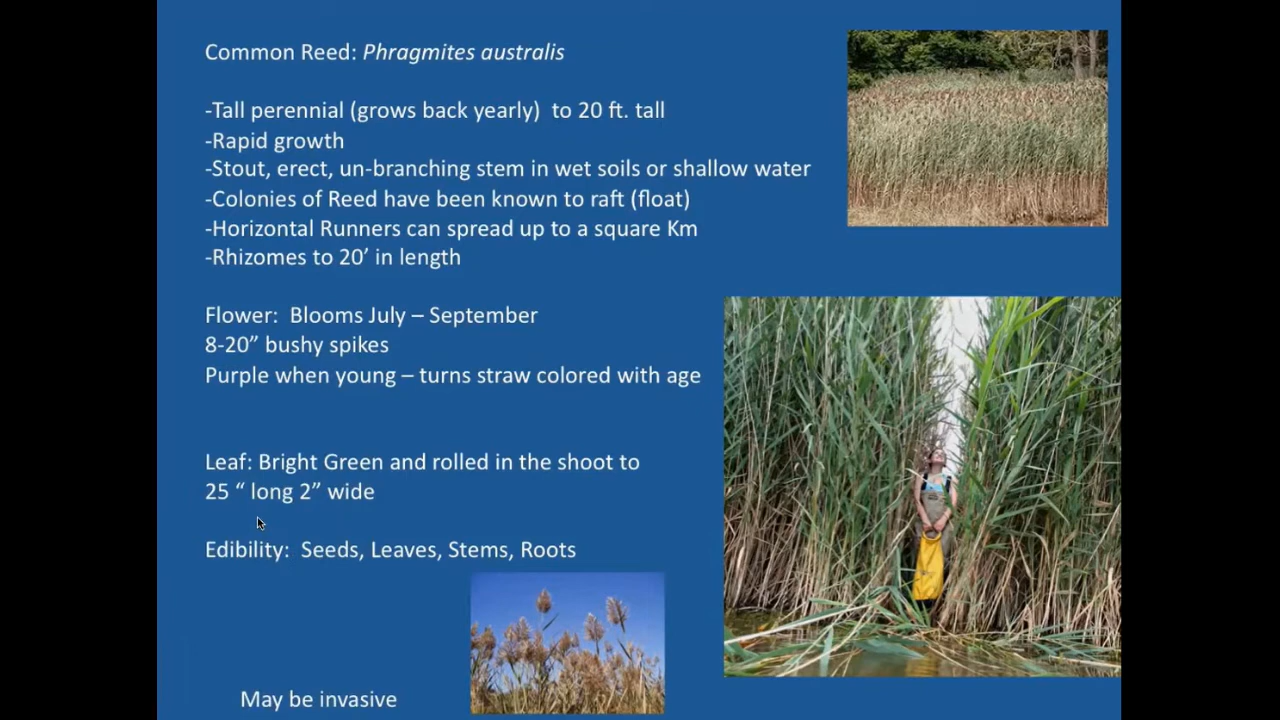 Common Reed: Phragmites australis
-Tall perennial (grows back yearly)  to 20 ft. tall
-Rapid growth
-Stout, erect, un-branching stem in wet soils or shallow water
-Colonies of Reed have been known to raft (float)
-Horizontal Runners can spread up to a square Km
-Rhizomes to 20’ in length
Flower:  Blooms July – September
8-20” bushy spikes
Purple when young – turns straw colored with age
Leaf: Bright Green and rolled in the shoot to
25 “ long 2” wide
Edibility:  Seeds, Leaves, Stems, Roots
May be invasive